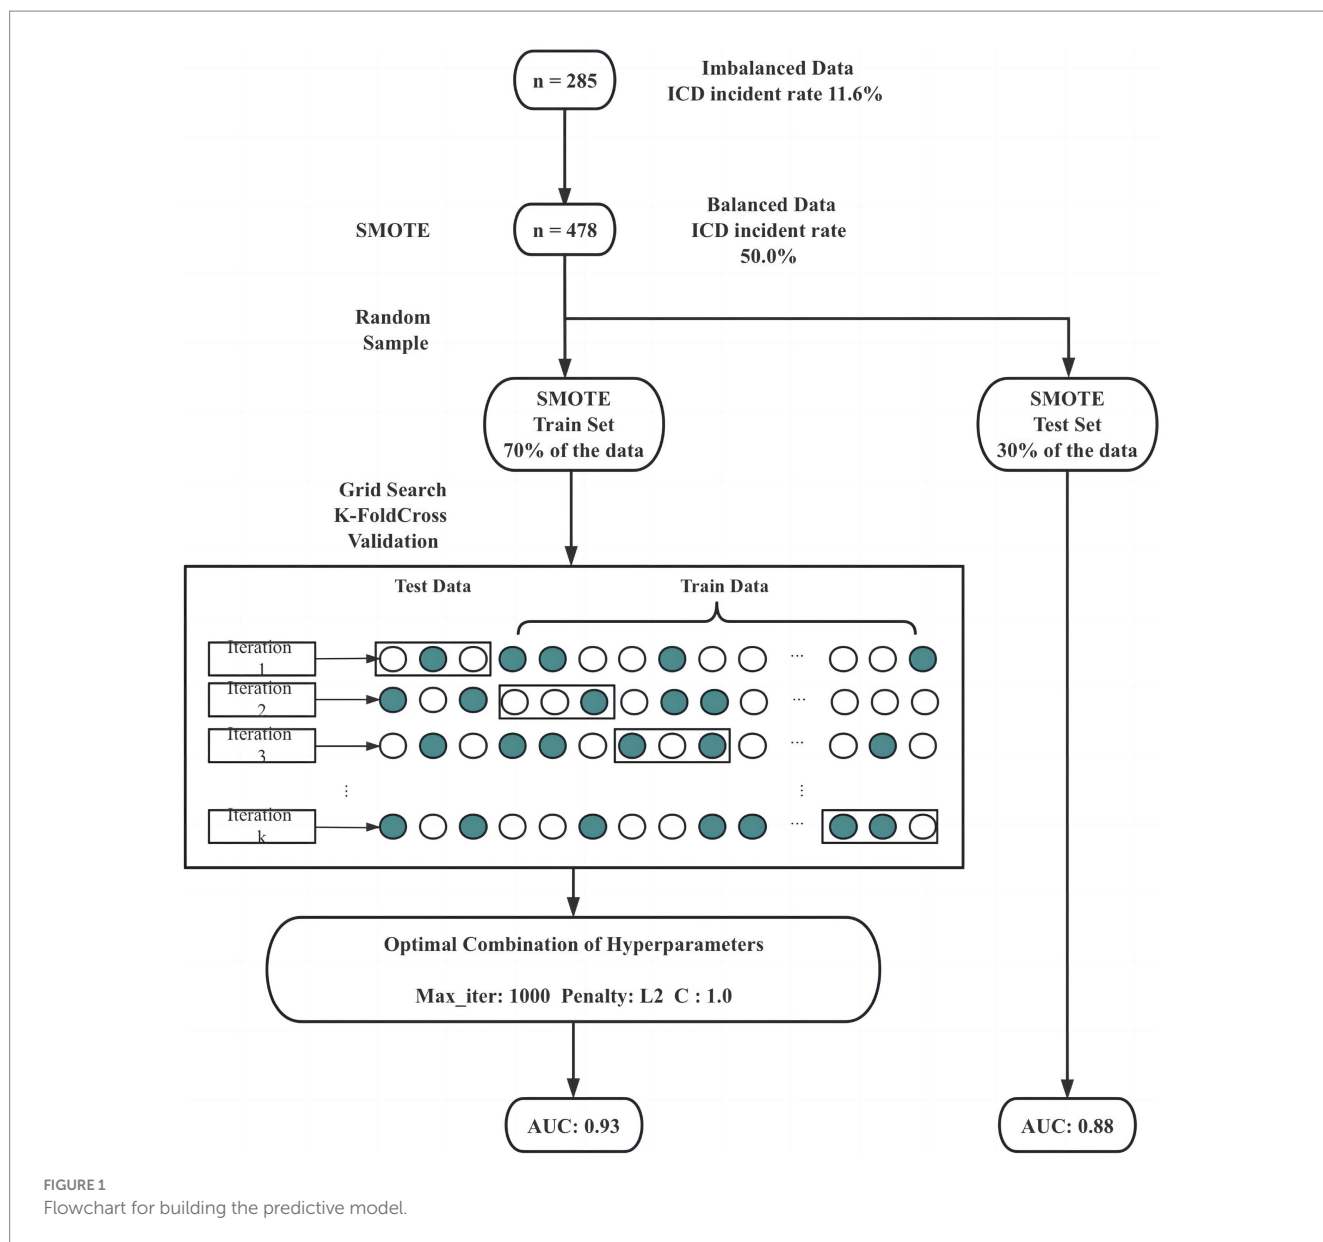 n = 285
Imbalanced Data
ICD incident rate 11.6%
SMOTE
n = 478
Balanced Data
ICD incident rate
50.0%
Random
Sample
SMOTE
Train Set
70% of the data
SMOTE
Test Set
30% of the data
Grid Search
K-FoldCross
Validation
Test Data
Train Data
Iteration
1
...
Iteration
2
...
Iteration
3
...
...
...
Iteration
k
...
Optimal Combination of Hyperparameters
Max_iter: 1000 Penalty: L2 C : 1.0
AUC: 0.93
AUC: 0.88
FIGURE 1
Flowchart for building the predictive model.